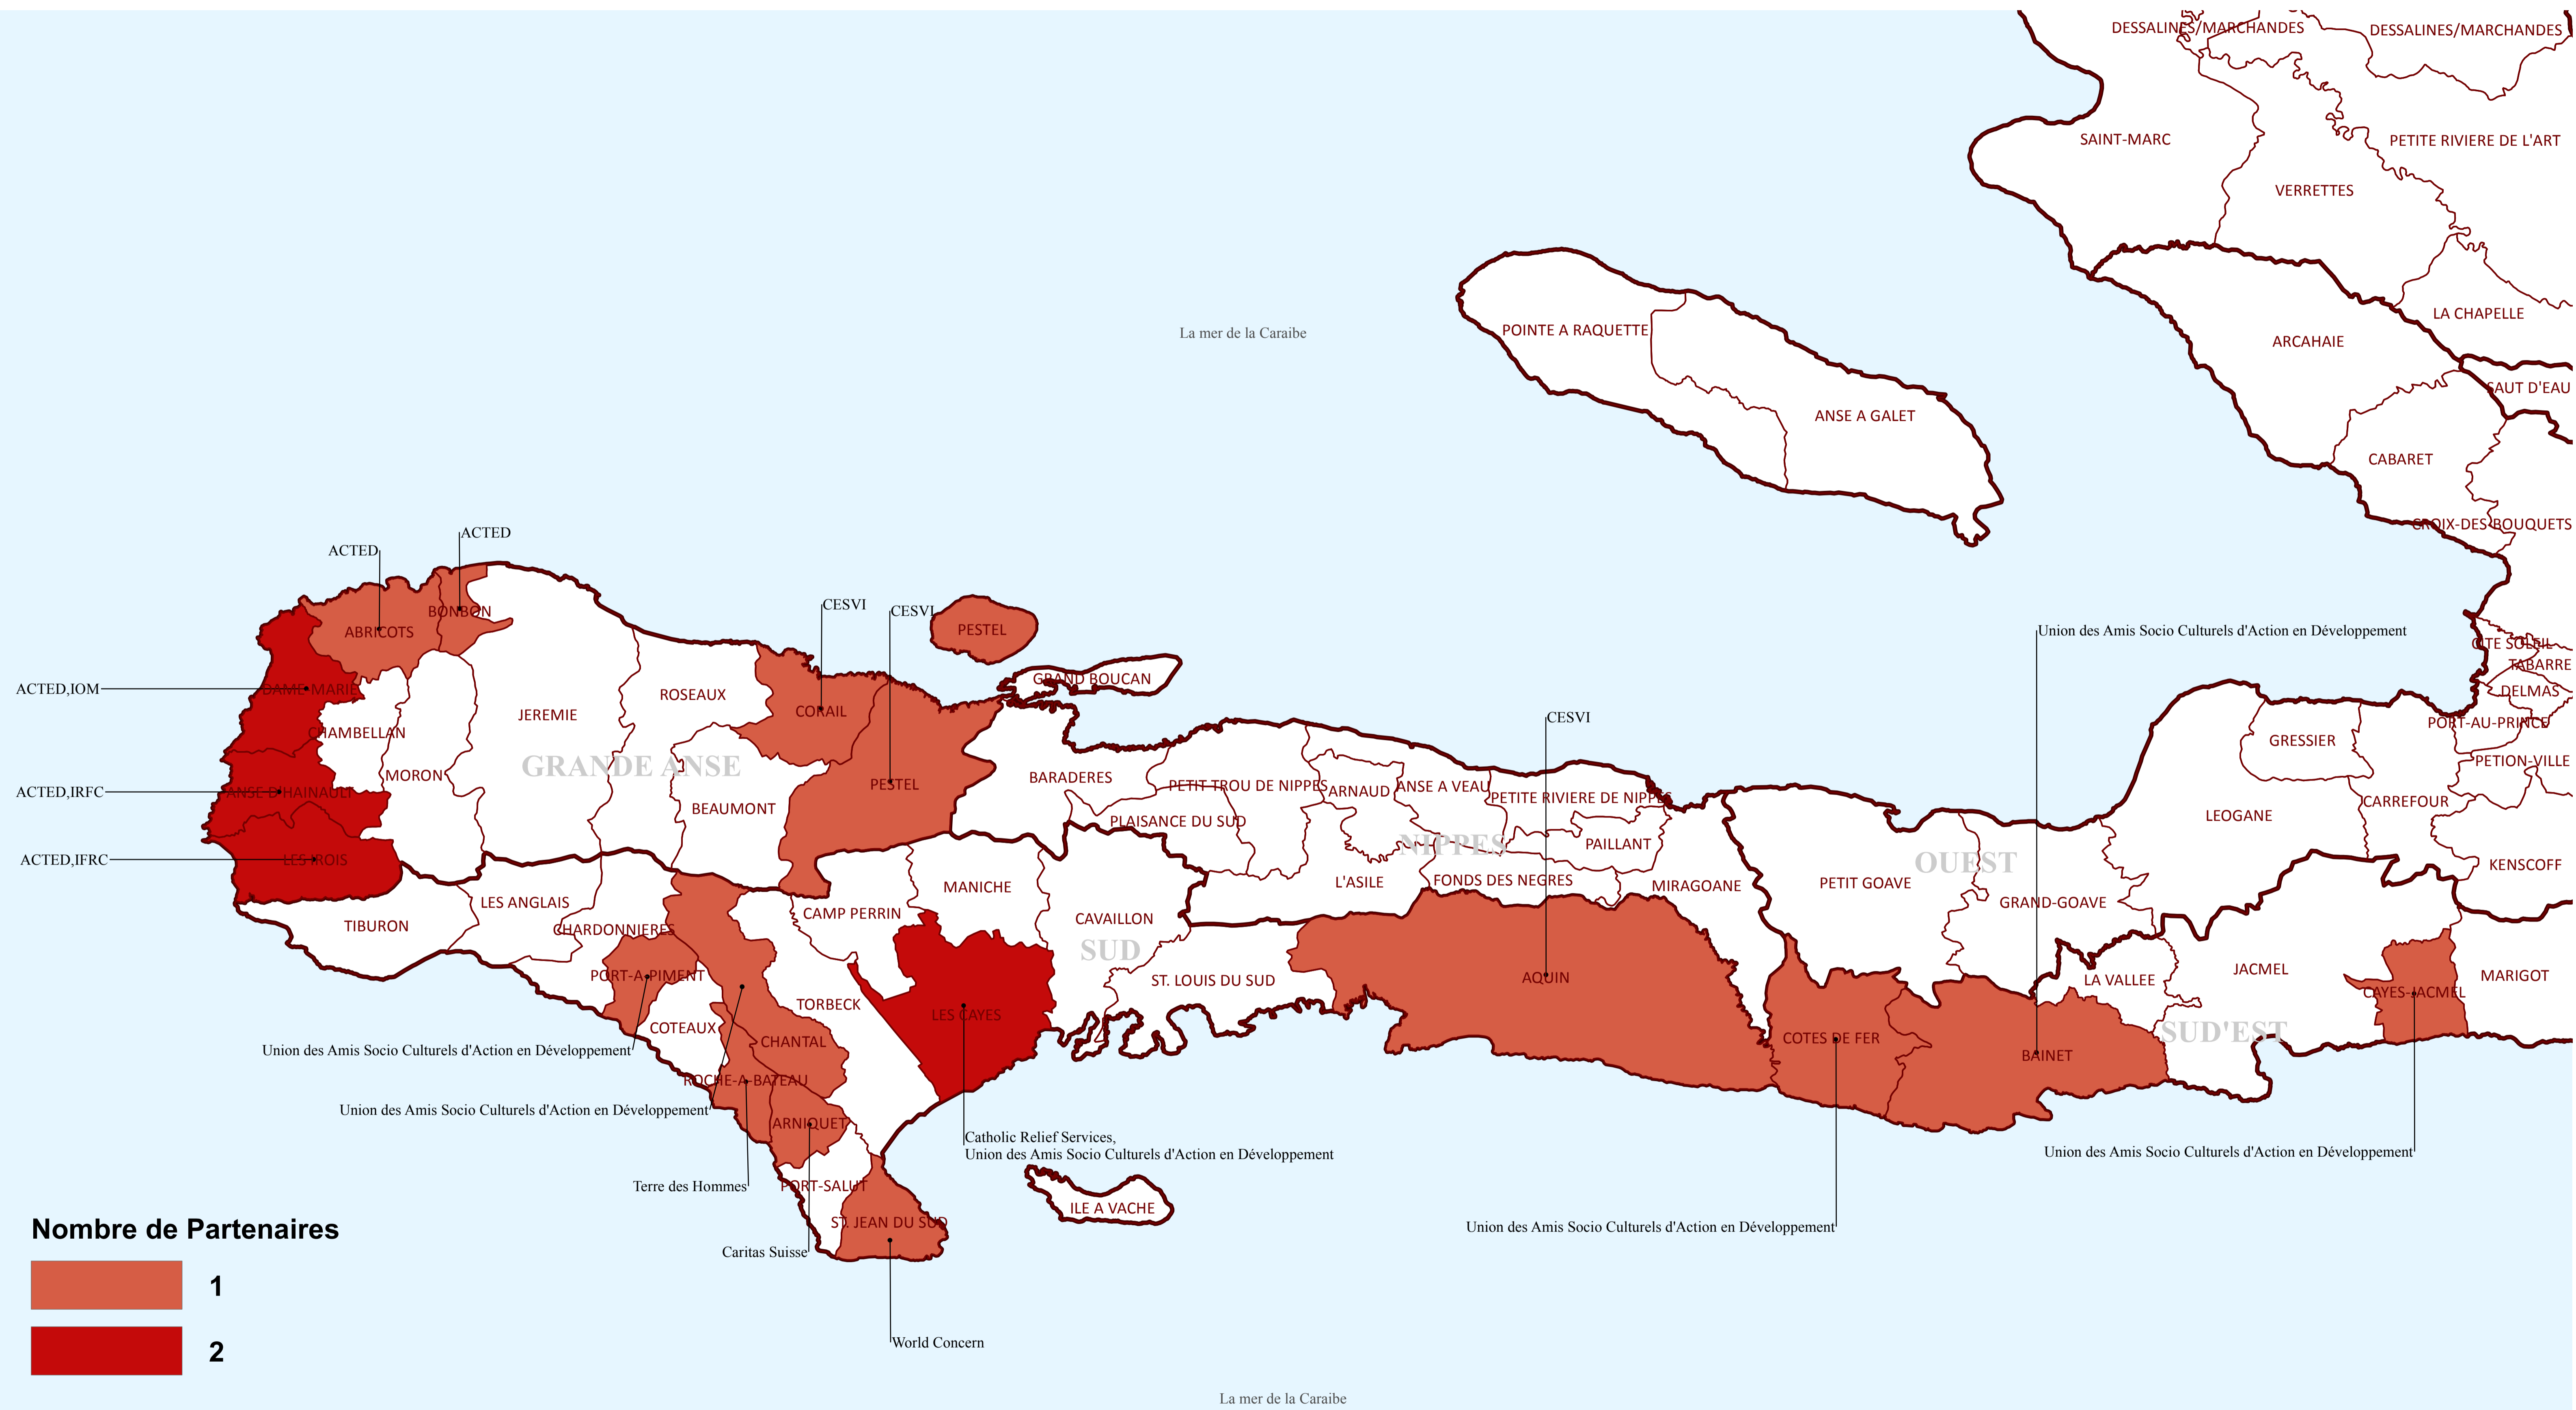 DESSALINES/MARCHANDES
DESSALINES/MARCHANDES
SAINT-MARC
PETITE RIVIERE DE L'ART
VERRETTES
LA CHAPELLE
POINTE A RAQUETTE
La mer de la Caraibe
ARCAHAIE
SAUT D'EAU
ANSE A GALET
CABARET
CROIX-DES-BOUQUETS
ACTED
ACTED
CESVI
CESVI
BONBON
ABRICOTS
PESTEL
Union des Amis Socio Culturels d'Action en Développement
CITE SOLEIL
TABARRE
GRAND BOUCAN
ACTED,IOM
DAME-MARIE
ROSEAUX
DELMAS
CORAIL
JEREMIE
CESVI
PORT-AU-PRINCE
CHAMBELLAN
GRESSIER
PETION-VILLE
GRANDE ANSE
MORON
BARADERES
PESTEL
PETIT TROU DE NIPPES
ARNAUD
ANSE A VEAU
ACTED,IRFC
ANSE D'HAINAULT
PETITE RIVIERE DE NIPPES
CARREFOUR
BEAUMONT
PLAISANCE DU SUD
LEOGANE
NIPPES
PAILLANT
ACTED,IFRC
LES IROIS
OUEST
KENSCOFF
L'ASILE
FONDS DES NEGRES
MIRAGOANE
PETIT GOAVE
MANICHE
LES ANGLAIS
GRAND-GOAVE
CAMP PERRIN
CAVAILLON
TIBURON
CHARDONNIERES
SUD
JACMEL
PORT-A-PIMENT
MARIGOT
AQUIN
ST. LOUIS DU SUD
LA VALLEE
CAYES-JACMEL
TORBECK
LES CAYES
COTEAUX
SUD'EST
COTES DE FER
CHANTAL
Union des Amis Socio Culturels d'Action en Développement
BAINET
ROCHE-A-BATEAU
Union des Amis Socio Culturels d'Action en Développement
ARNIQUET
Catholic Relief Services,
Union des Amis Socio Culturels d'Action en Développement
Union des Amis Socio Culturels d'Action en Développement
Terre des Hommes
PORT-SALUT
ILE A VACHE
ST. JEAN DU SUD
Union des Amis Socio Culturels d'Action en Développement
Caritas Suisse
World Concern
Nombre de Partenaires
1
2
La mer de la Caraibe